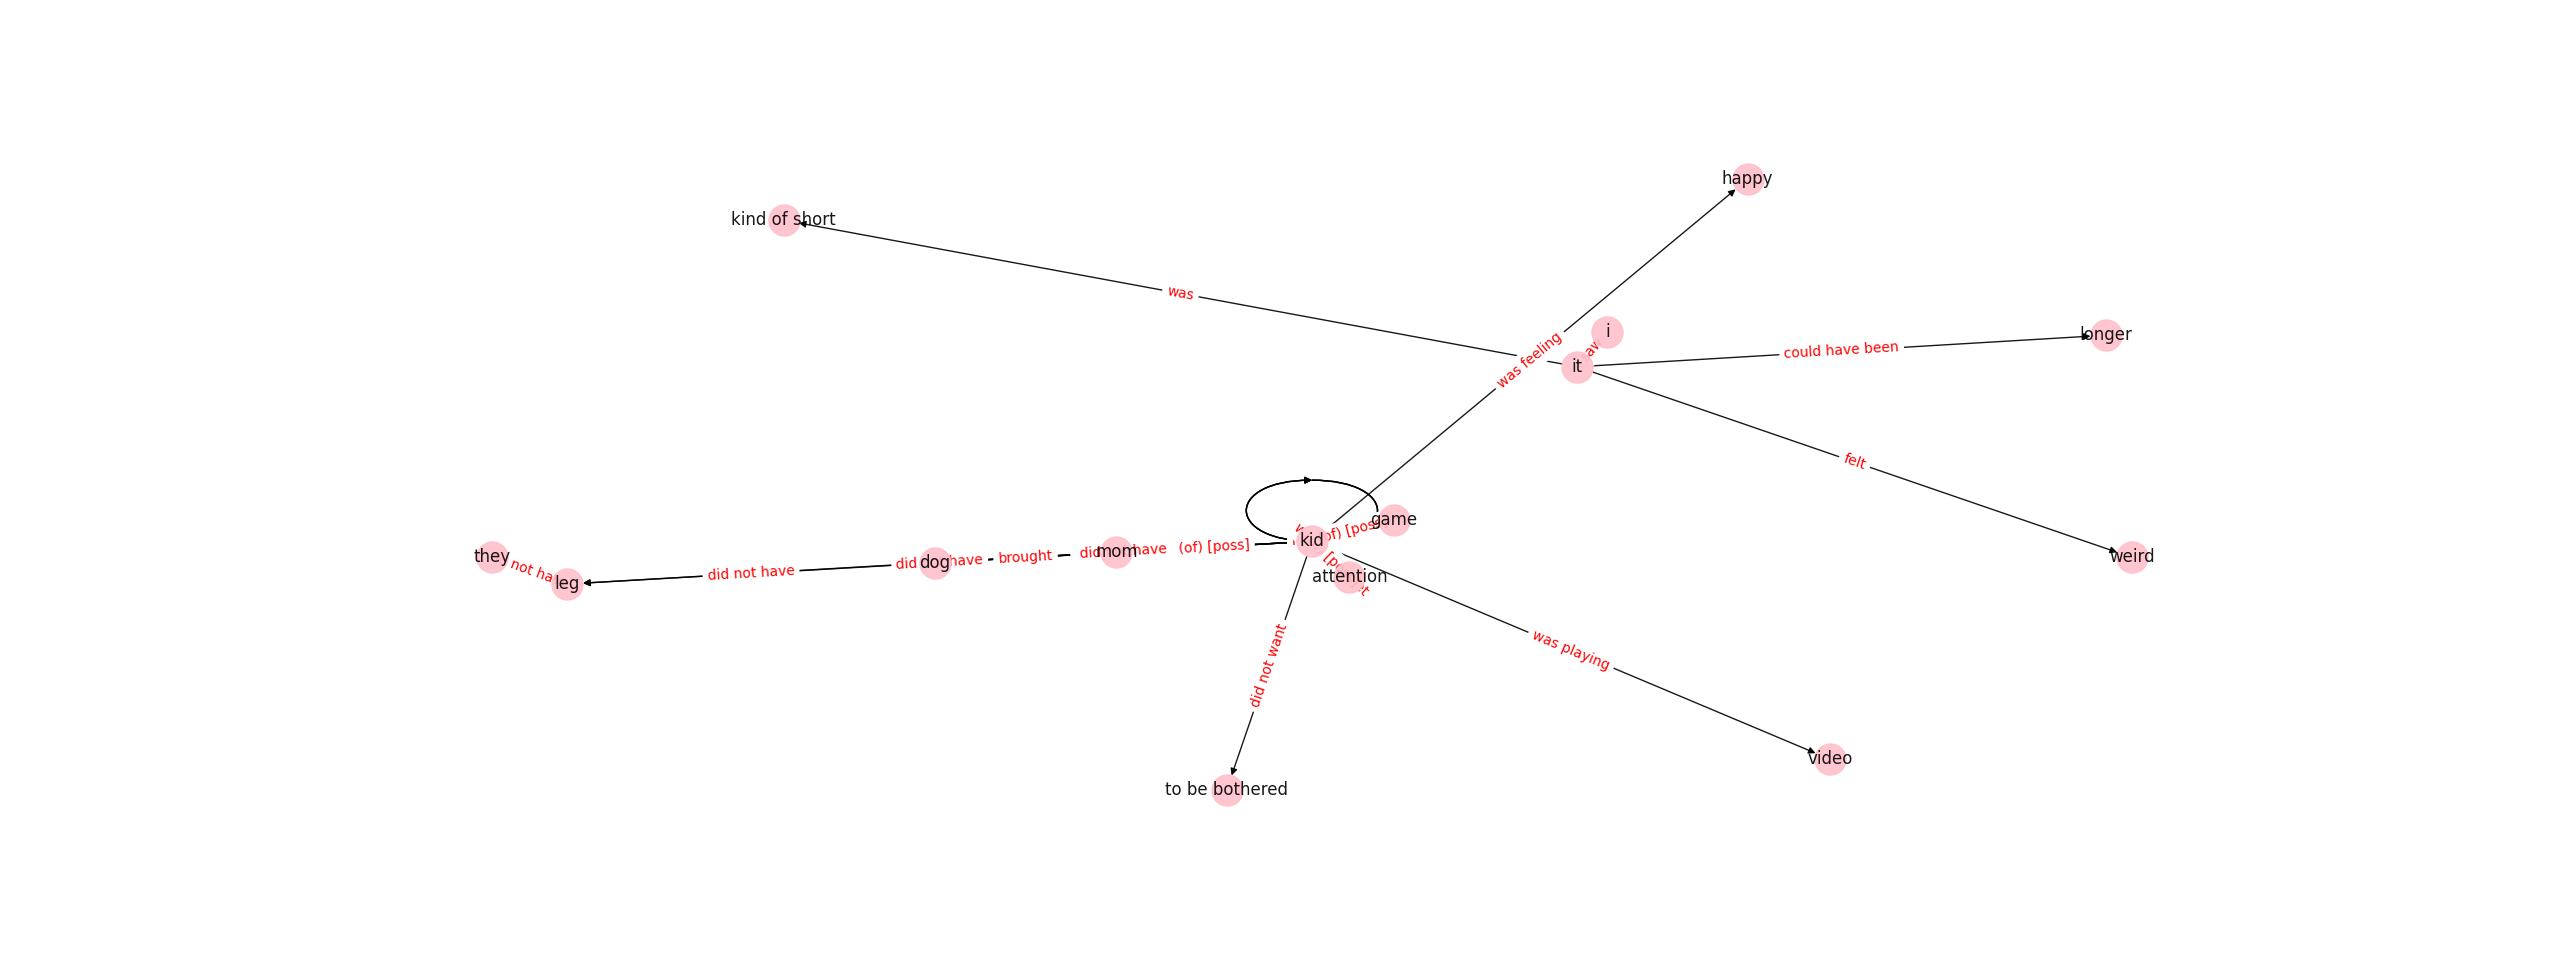 happy
kind of short
was
i
longer
could have been
was feeling
it
felt
game
kid
they
not ha
leg
did not have
did
dog
have
brought
did
mom
have
(of) [poss]
of) [poss
attention
weird
did not want
was playing
video
to be bothered